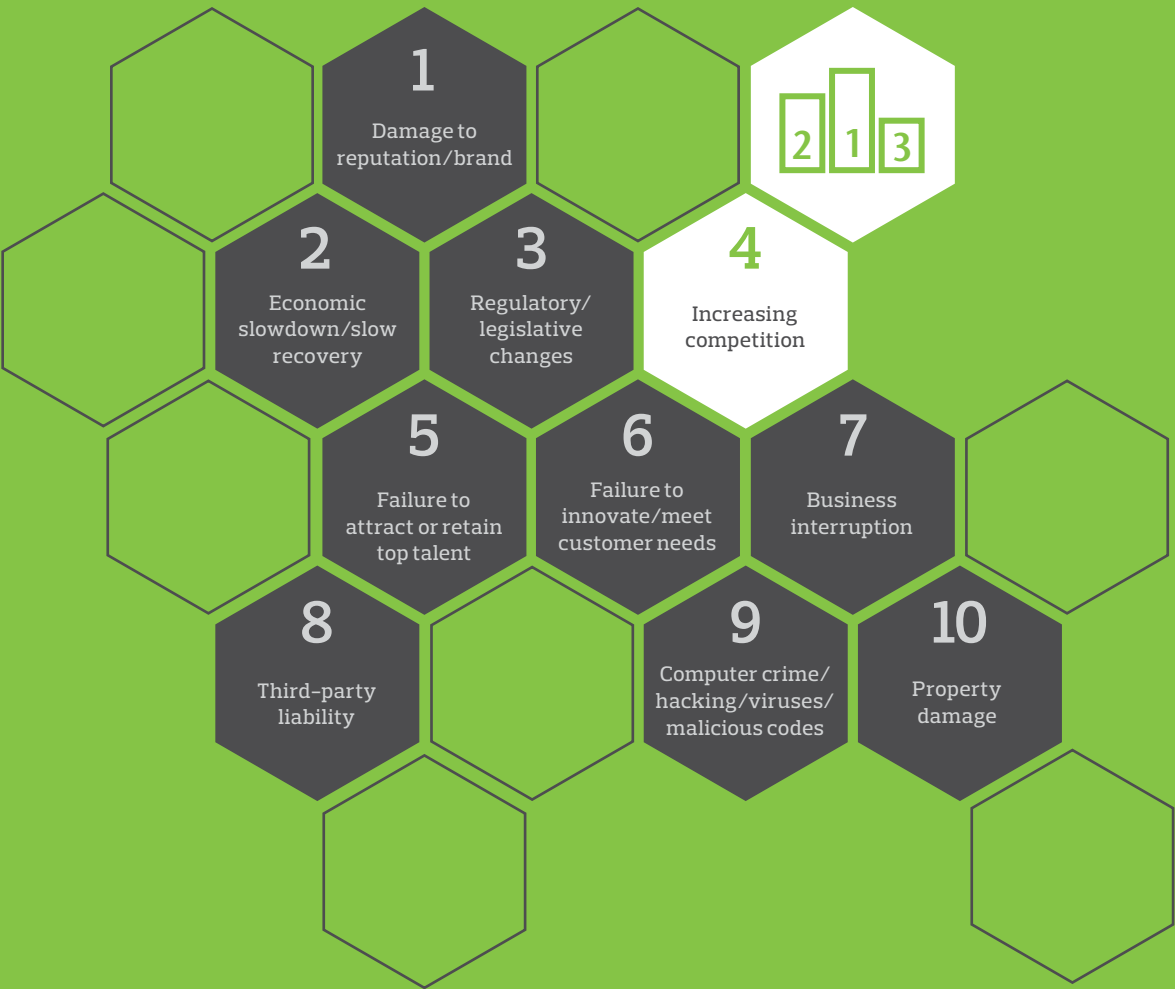 1
Damage to
reputation/brand
2
1
3
2
Economic
slowdown/slow
recovery
3
Regulatory/
legislative
changes
4
Increasing
competition
5
Failure to
attract or retain
top talent
6
Failure to
innovate/meet
customer needs
7
Business
interruption
8
Third-party
liability
9
Computer crime/
hacking/viruses/
malicious codes
10
Property
damage